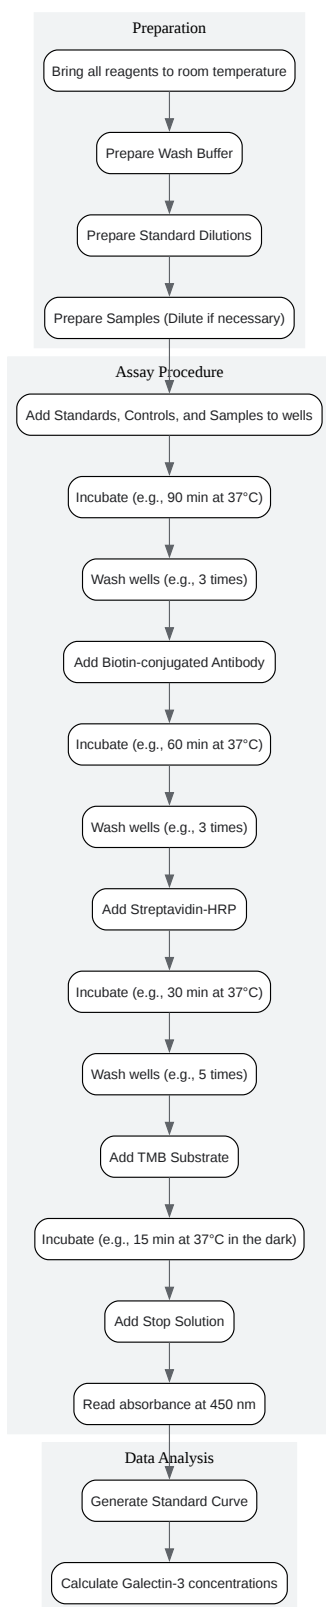 Preparation
Bring all reagents to room temperature
Prepare Wash Buffer
Prepare Standard Dilutions
Prepare Samples (Dilute if necessary)
Assay Procedure
Add Standards, Controls, and Samples to wells
Incubate (e.g., 90 min at 37°C)
Wash wells (e.g., 3 times)
Add Biotin-conjugated Antibody
Incubate (e.g., 60 min at 37°C)
Wash wells (e.g., 3 times)
Add Streptavidin-HRP
Incubate (e.g., 30 min at 37°C)
Wash wells (e.g., 5 times)
Add TMB Substrate
Incubate (e.g., 15 min at 37°C in the dark)
Add Stop Solution
Read absorbance at 450 nm
Data Analysis
Generate Standard Curve
Calculate Galectin-3 concentrations